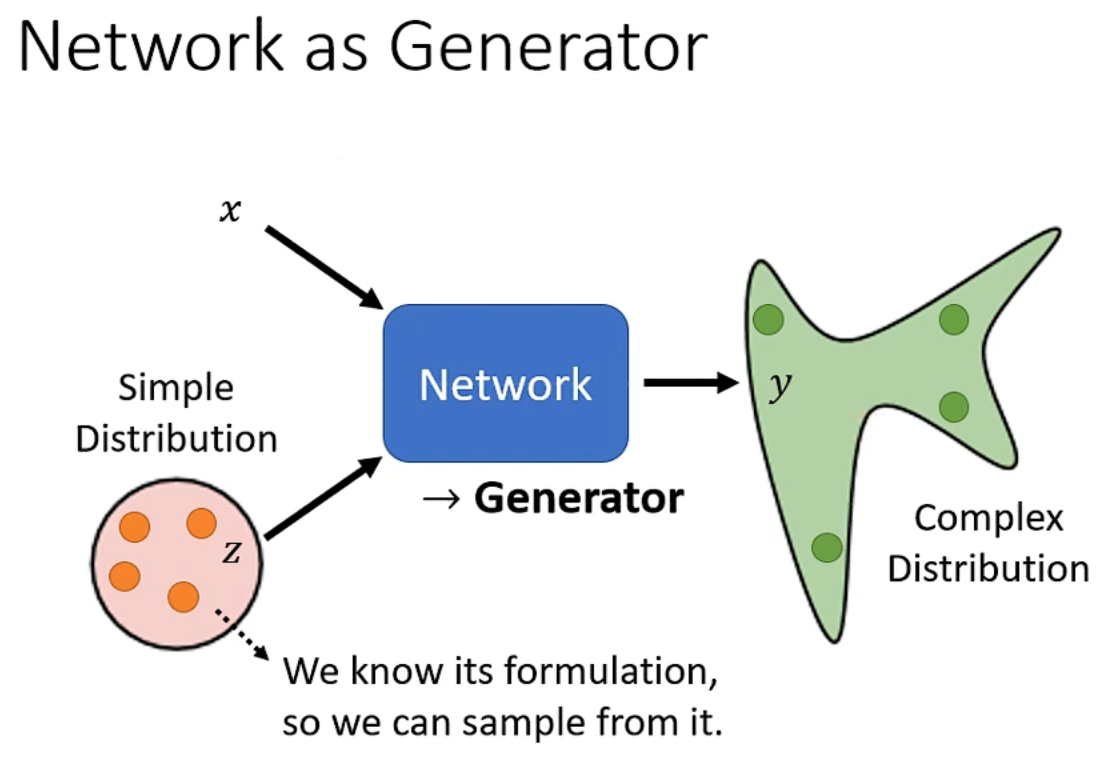 Network as Generator
x
Simple
Distribution
z
Network
→ Generator
y
Complex
Distribution
We know its formulation,
so we can sample from it.